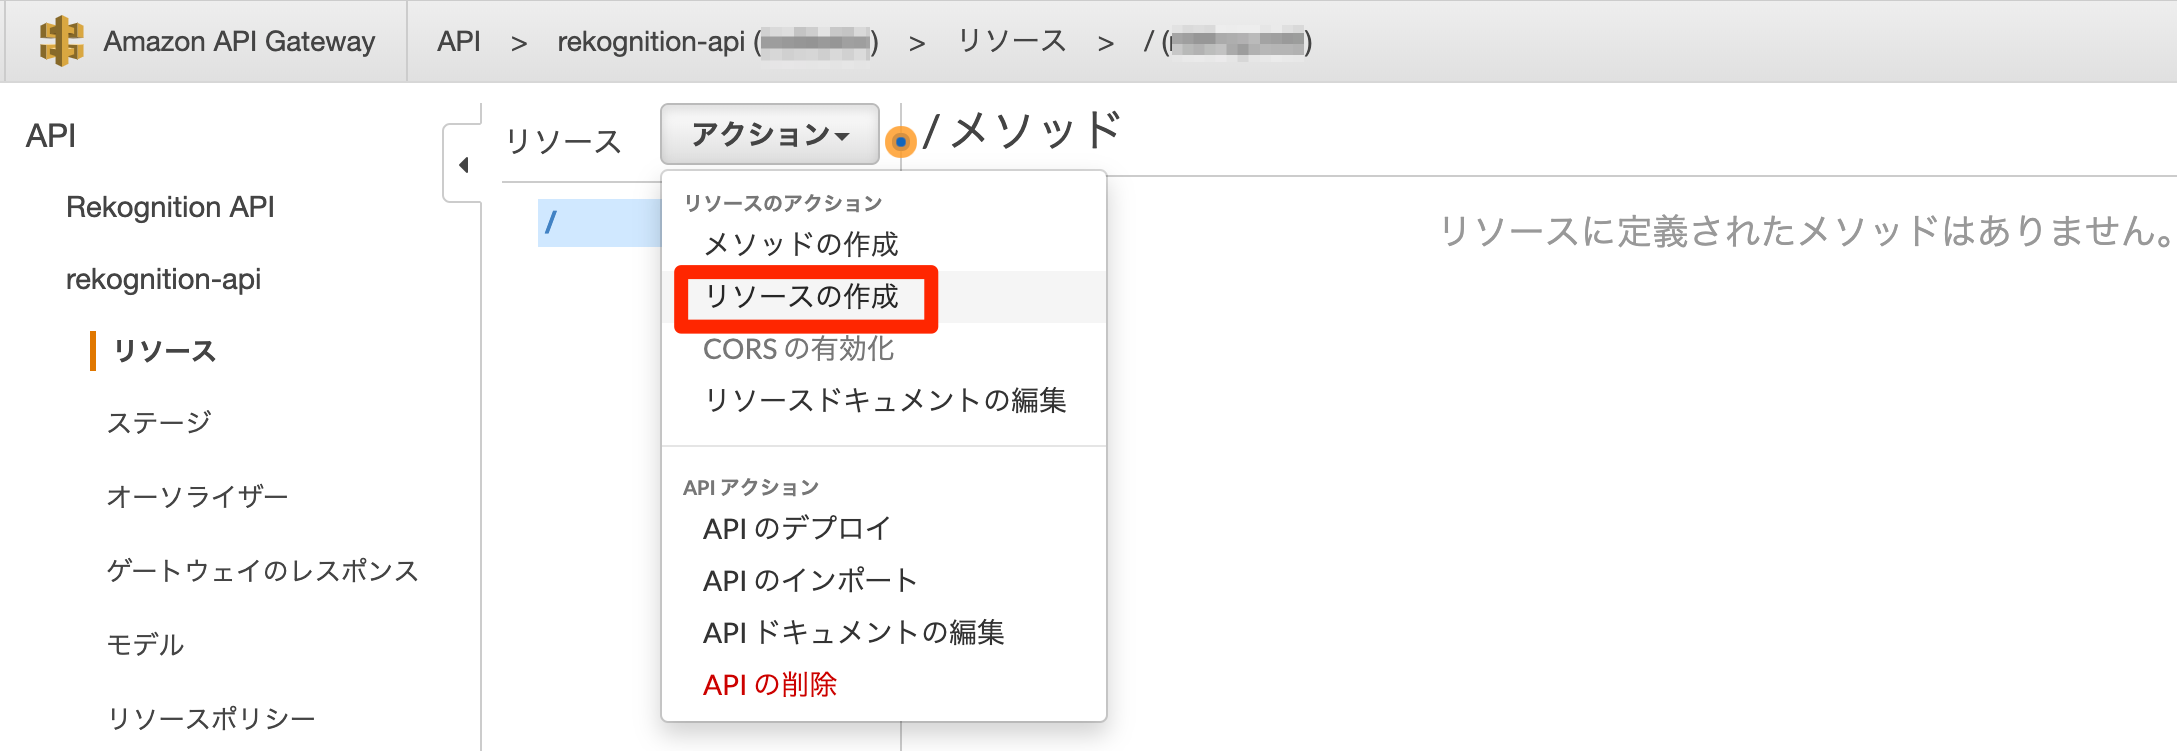 Amazon API Gateway
API > rekognition-api ( ) > リソース > / ( )
API
Rekognition API
rekognition-api
リソース
ステージ
オーソライザー
ゲートウェイのレスポンス
モデル
リソースポリシー
リソース
アクション
/
リソースのアクション
メソッドの作成
リソースの作成
CORS の有効化
リソースドキュメントの編集
API アクション
API のデプロイ
API のインポート
API ドキュメントの編集
API の削除
/ メソッド
リソースに定義されたメソッドはありません。